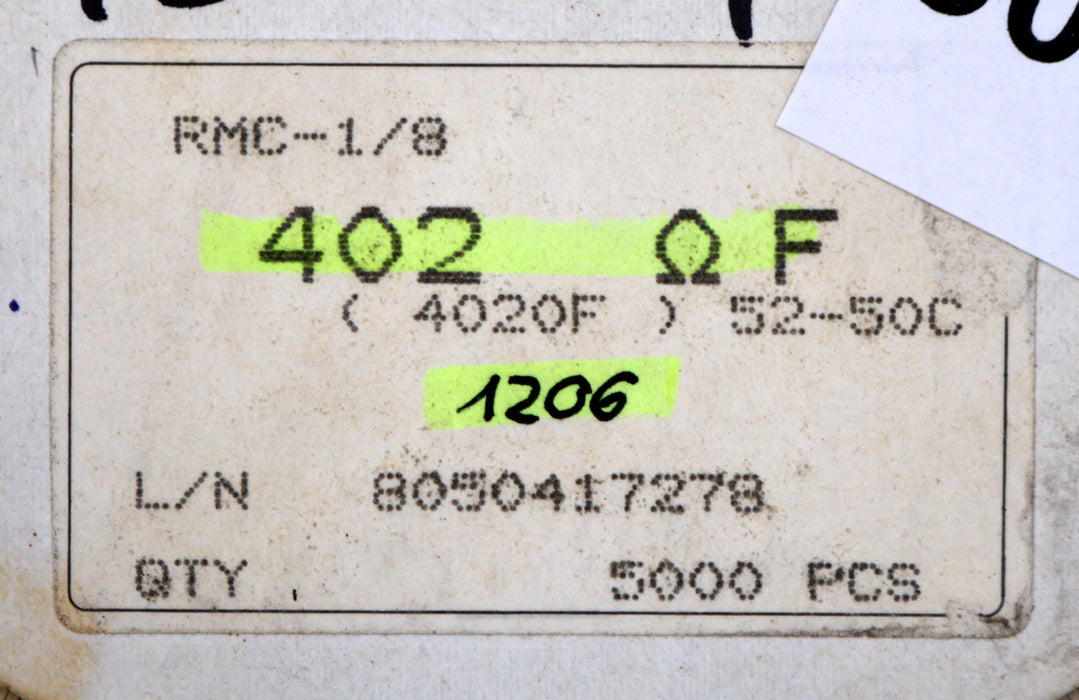 RMC-1/8
402 Ω F
( 4020F ) 52-50C
1206
L/N 8050417278
QTY 5000 PCS